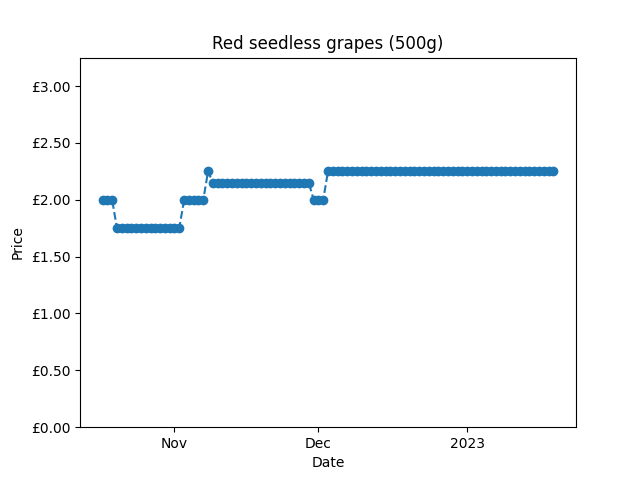 Red seedless grapes (500g)
£3.00
£2.50
£2.00
£1.50
£1.00
£0.50
£0.00
Price
Nov
Dec
2023
Date